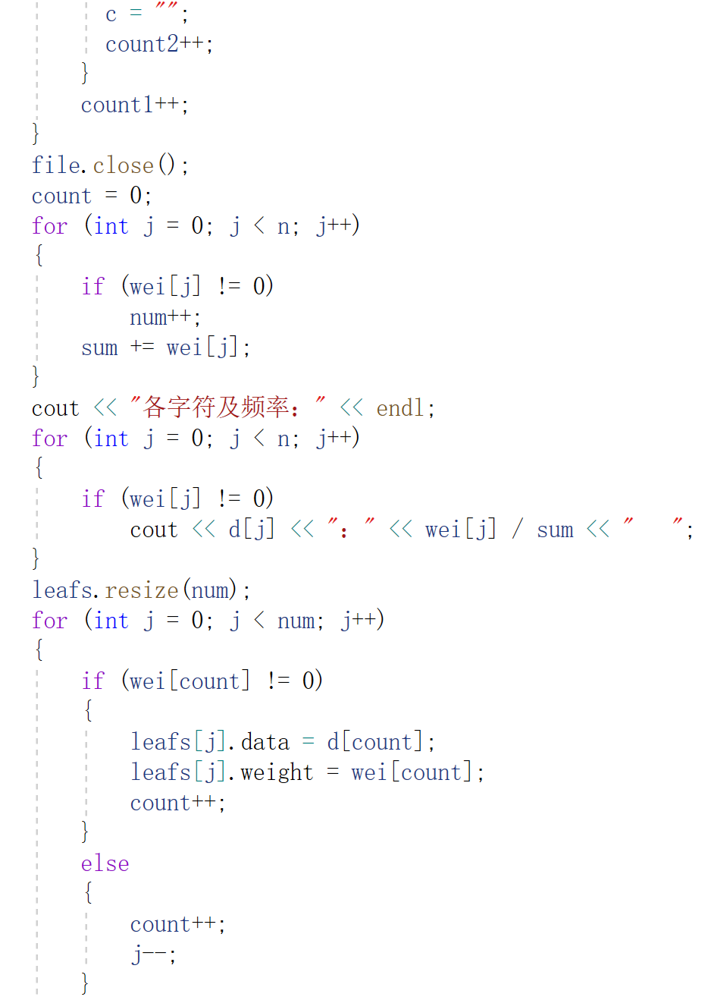 c = "";
count2++;
}
count1++;
}
file.close();
count = 0;
for (int j = 0; j < n; j++)
{
if (wei[j] != 0)
num++;
sum += wei[j];
}
cout << "各字符及频率：" << endl;
for (int j = 0; j < n; j++)
{
if (wei[j] != 0)
cout << d[j] << "：" << wei[j] / sum << "   ";
}
leafs.resize(num);
for (int j = 0; j < num; j++)
{
if (wei[count] != 0)
{
leafs[j].data = d[count];
leafs[j].weight = wei[count];
count++;
}
else
{
count++;
j--;
}